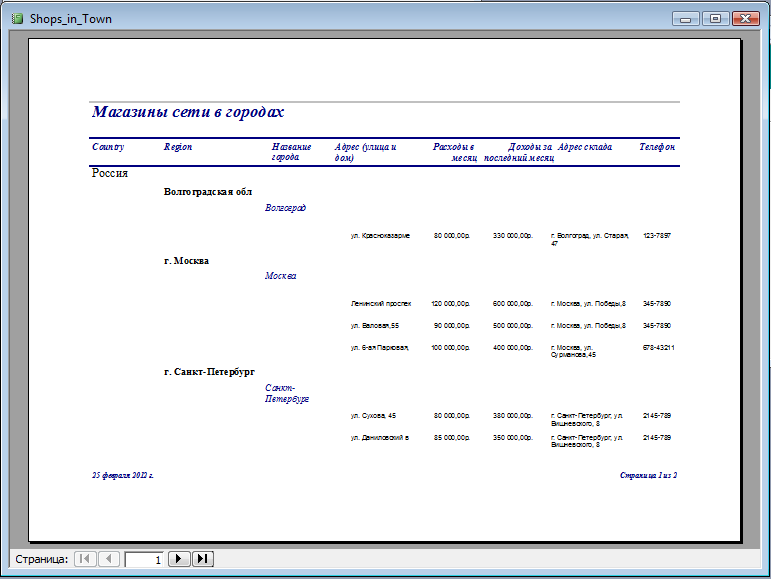 Shops_in_Town
Магазины сети в городах
Country Region Название города Адрес (улица и дом) Расходы в месяц Доходы за последний месяц Адрес склада Телефон
Россия
Волгоградская обл
Волгоград
ул. Красноказарме 80 000,00р. 330 000,00р. г. Волгоград, ул. Старая, 47 123-7897
г. Москва
Москва
Ленинский проспек 120 000,00р. 600 000,00р. г. Москва, ул. Победы,8 345-7890
ул. Валовая,55 90 000,00р. 500 000,00р. г. Москва, ул. Победы,8 345-7890
ул. 6-ая Парковая, 100 000,00р. 400 000,00р. г. Москва, ул. Сурманова,45 678-43211
г. Санкт-Петербург
Санкт-Петербург
ул. Сухова, 45 80 000,00р. 380 000,00р. г. Санкт-Петербург, ул. Вишневского, 8 2145-789
ул. Даниловский в 85 000,00р. 350 000,00р. г. Санкт-Петербург, ул. Вишневского, 8 2145-789
25 февраля 2012 г. Страница 1 из 2
Страница: 1